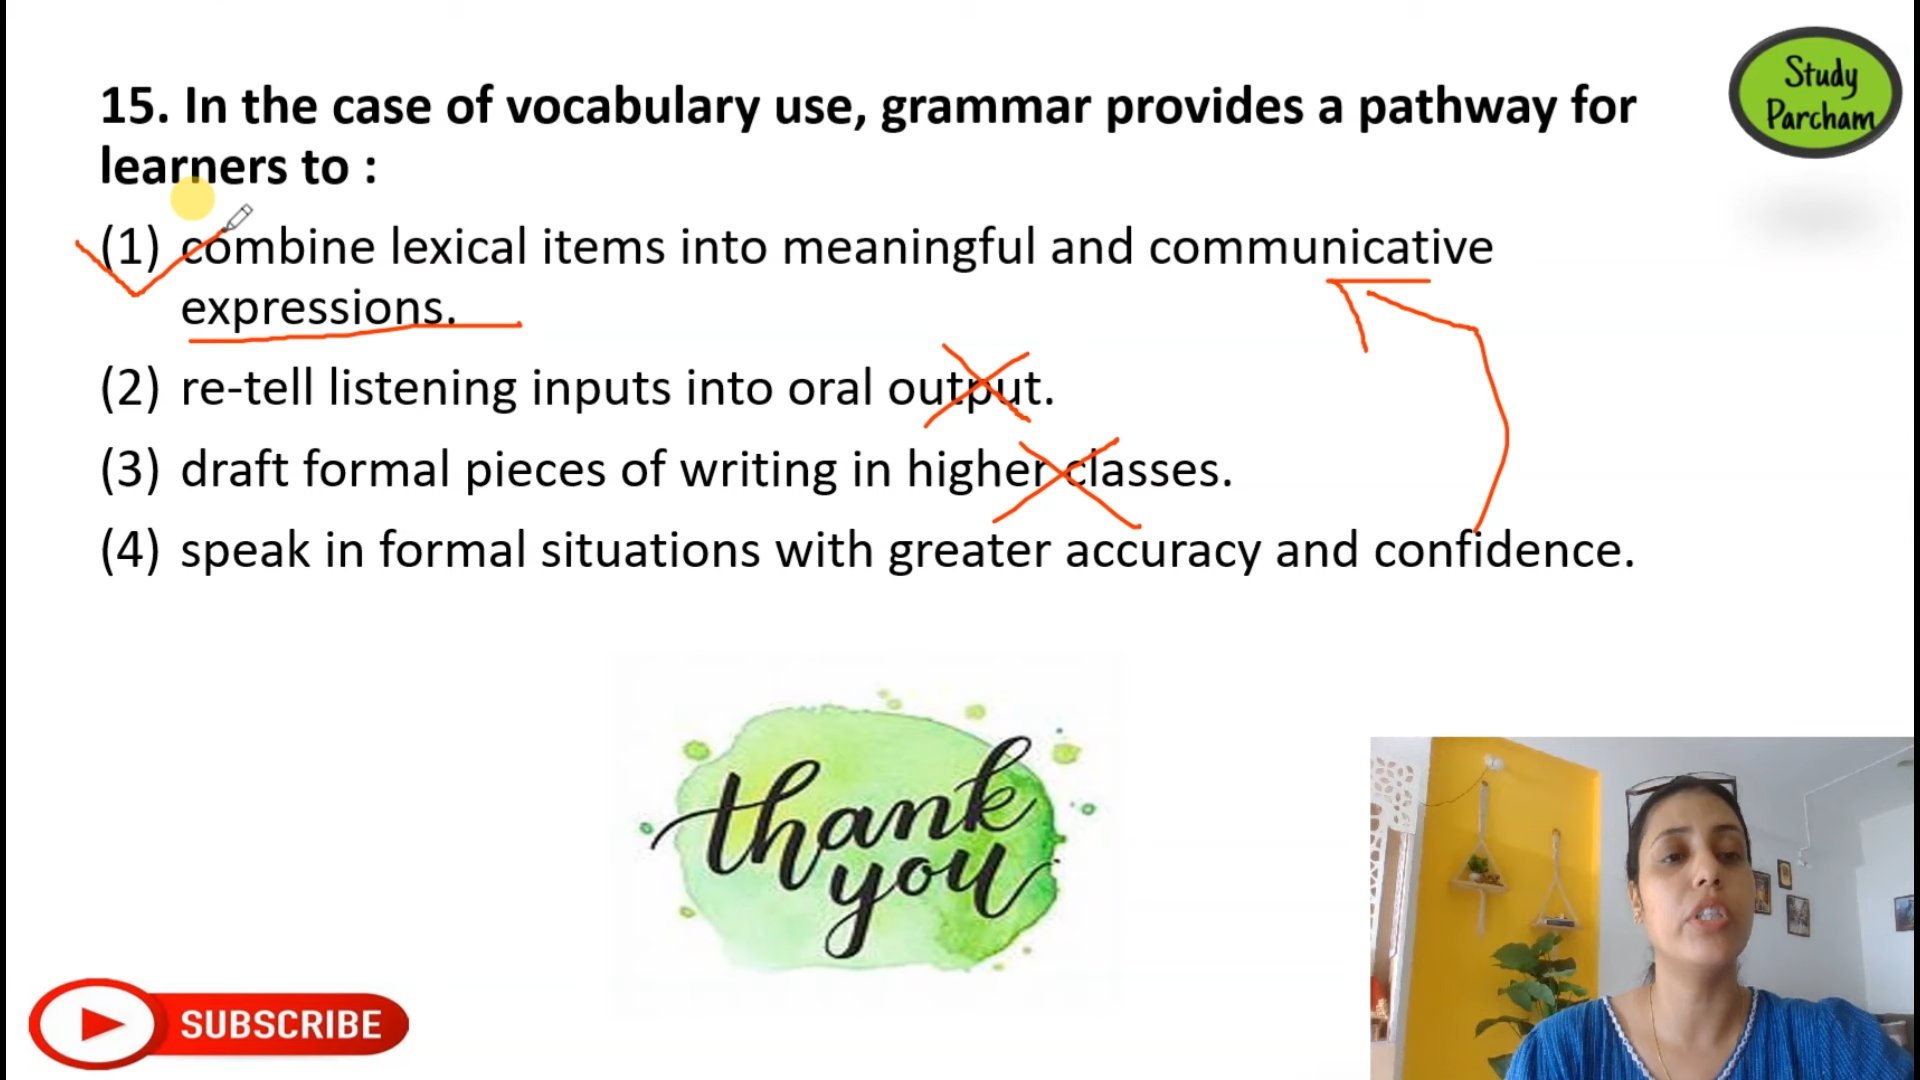 Study
Parcham
15. In the case of vocabulary use, grammar provides a pathway for
learners to :
(1) combine lexical items into meaningful and communicative
expressions.
(2) re-tell listening inputs into oral output.
(3) draft formal pieces of writing in higher classes.
(4) speak in formal situations with greater accuracy and confidence.
thank
you
SUBSCRIBE